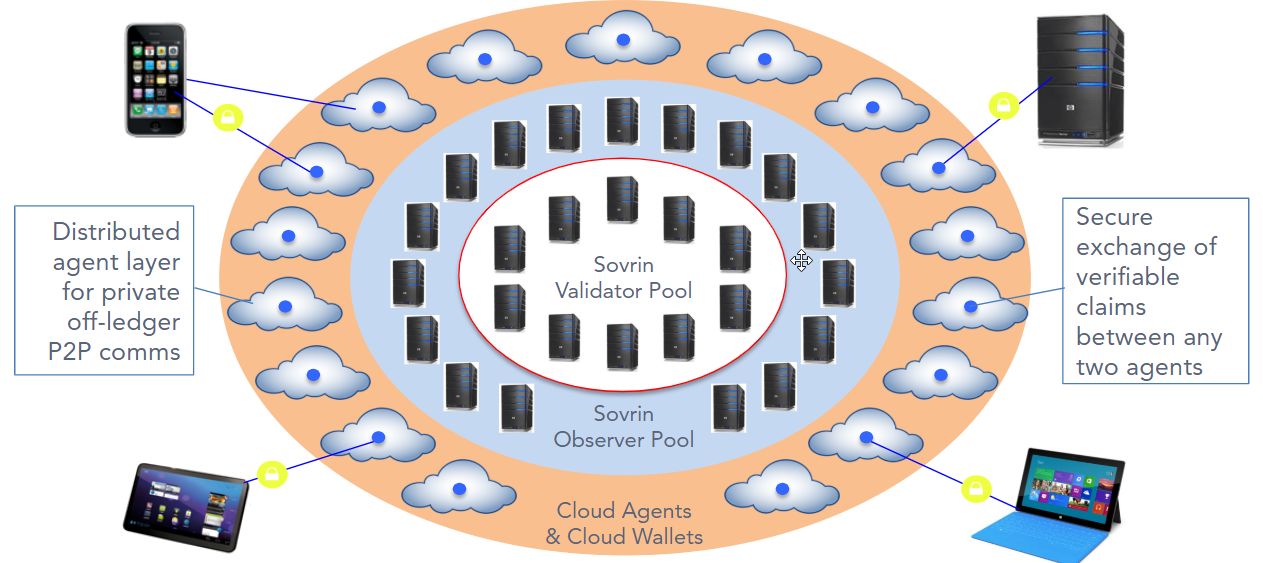 Distributed
agent layer
for private
off-ledger
P2P comms
Sovrin
Validator Pool
Sovrin
Observer Pool
Cloud Agents
& Cloud Wallets
Secure
exchange of
verifiable
claims
between any
two agents